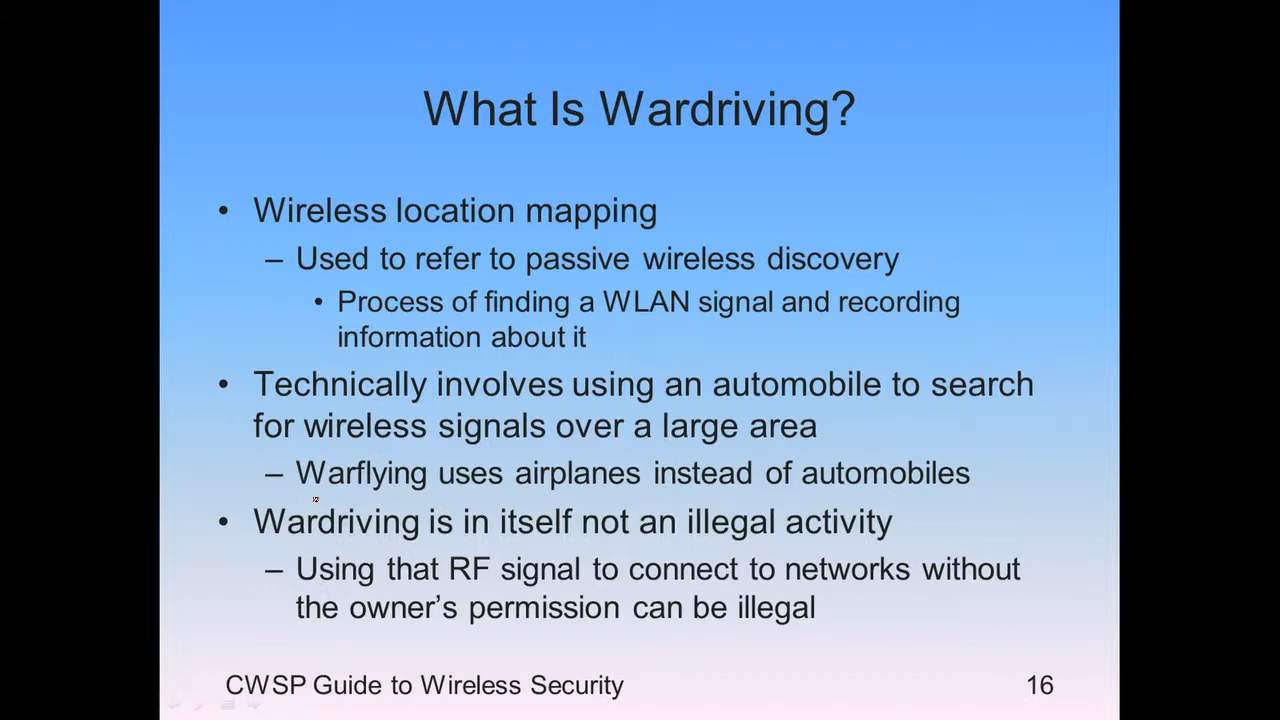 What Is Wardriving?
• Wireless location mapping
– Used to refer to passive wireless discovery
• Process of finding a WLAN signal and recording
information about it
• Technically involves using an automobile to search
for wireless signals over a large area
– Warflying uses airplanes instead of automobiles
• Wardriving is in itself not an illegal activity
– Using that RF signal to connect to networks without
the owner’s permission can be illegal
CWSP Guide to Wireless Security
16